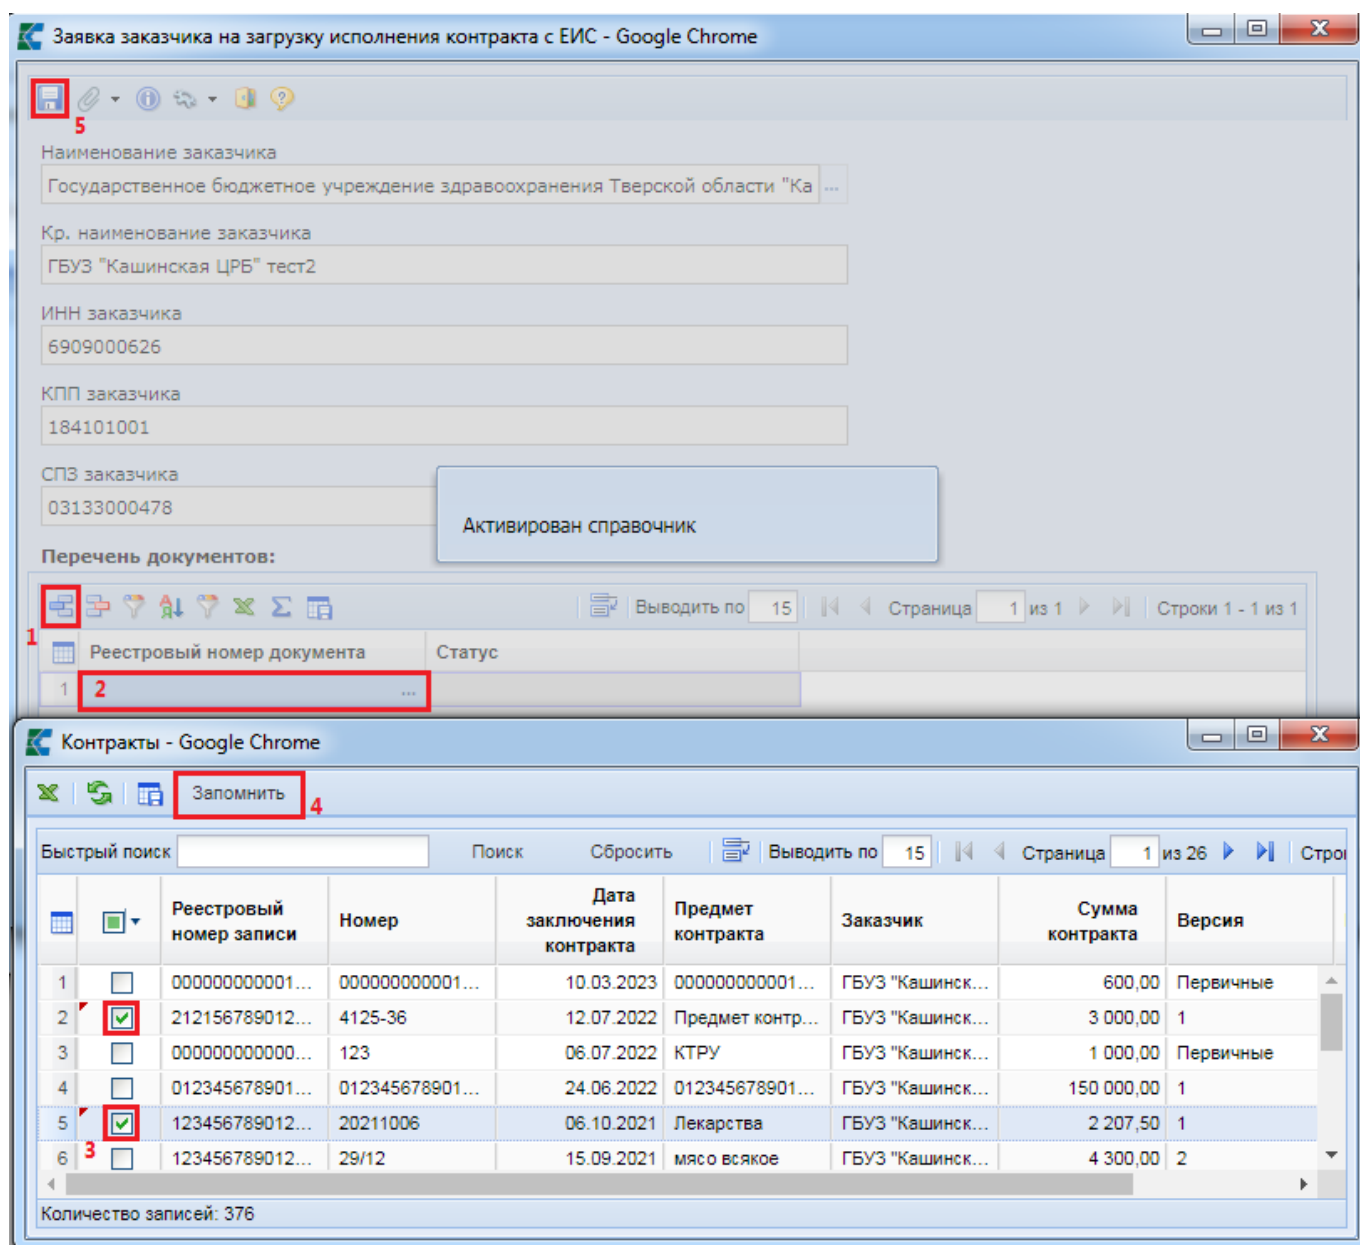 Заявка заказчика на загрузку исполнения контракта с ЕИС - Google Chrome
5
Наименование заказчика
Государственное бюджетное учреждение здравоохранения Тверской области "Ка ...
Кр. наименование заказчика
ГБУЗ "Кашинская ЦРБ" тест2
ИНН заказчика
6909000626
КПП заказчика
184101001
СПЗ заказчика
03133000478
Активирован справочник
Перечень документов:
Выводить по 15 Страница 1 из 1 Строки 1 - 1 из 1
1
Реестровый номер документа Статус
1 2 ...
Контракты - Google Chrome
Запомнить 4
Быстрый поиск Поиск Сбросить Выводить по 15 Страница 1 из 26 Строк
Реестровый номер записи Номер Дата заключения контракта Предмет контракта Заказчик Сумма контракта Версия
1 000000000001... 000000000001... 10.03.2023 000000000001... ГБУЗ "Кашинск... 600,00 Первичные
2 212156789012... 4125-36 12.07.2022 Предмет контр... ГБУЗ "Кашинск... 3 000,00 1
3 000000000000... 123 06.07.2022 КТРУ ГБУЗ "Кашинск... 1 000,00 Первичные
4 012345678901... 012345678901... 24.06.2022 012345678901... ГБУЗ "Кашинск... 150 000,00 1
5 123456789012... 20211006 06.10.2021 Лекарства ГБУЗ "Кашинск... 2 207,50 1
6 3 123456789012... 29/12 15.09.2021 мясо всякое ГБУЗ "Кашинск... 4 300,00 2
Количество записей: 376